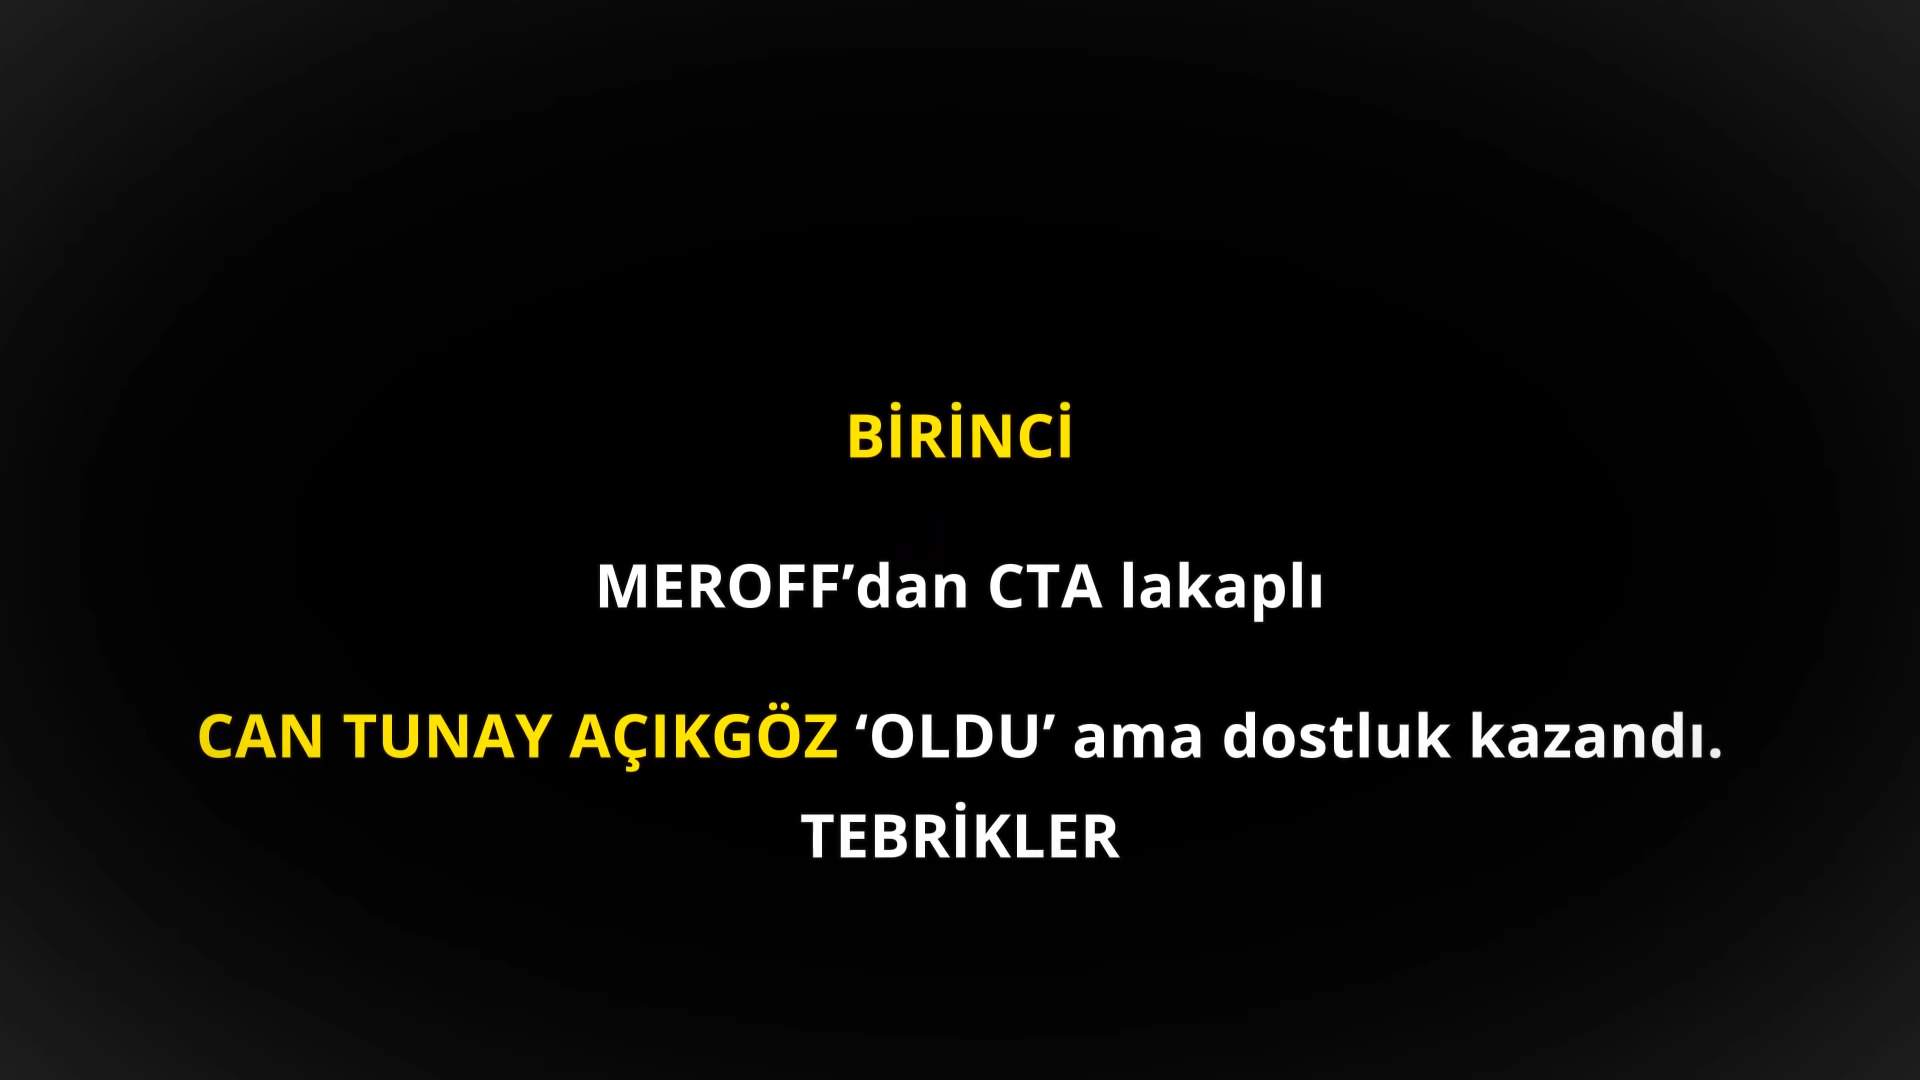 BİRİNCİ
MEROFF’dan CTA lakaplı
CAN TUNAY AÇIKGÖZ ‘OLDU’ ama dostluk kazandı.
TEBRİKLER